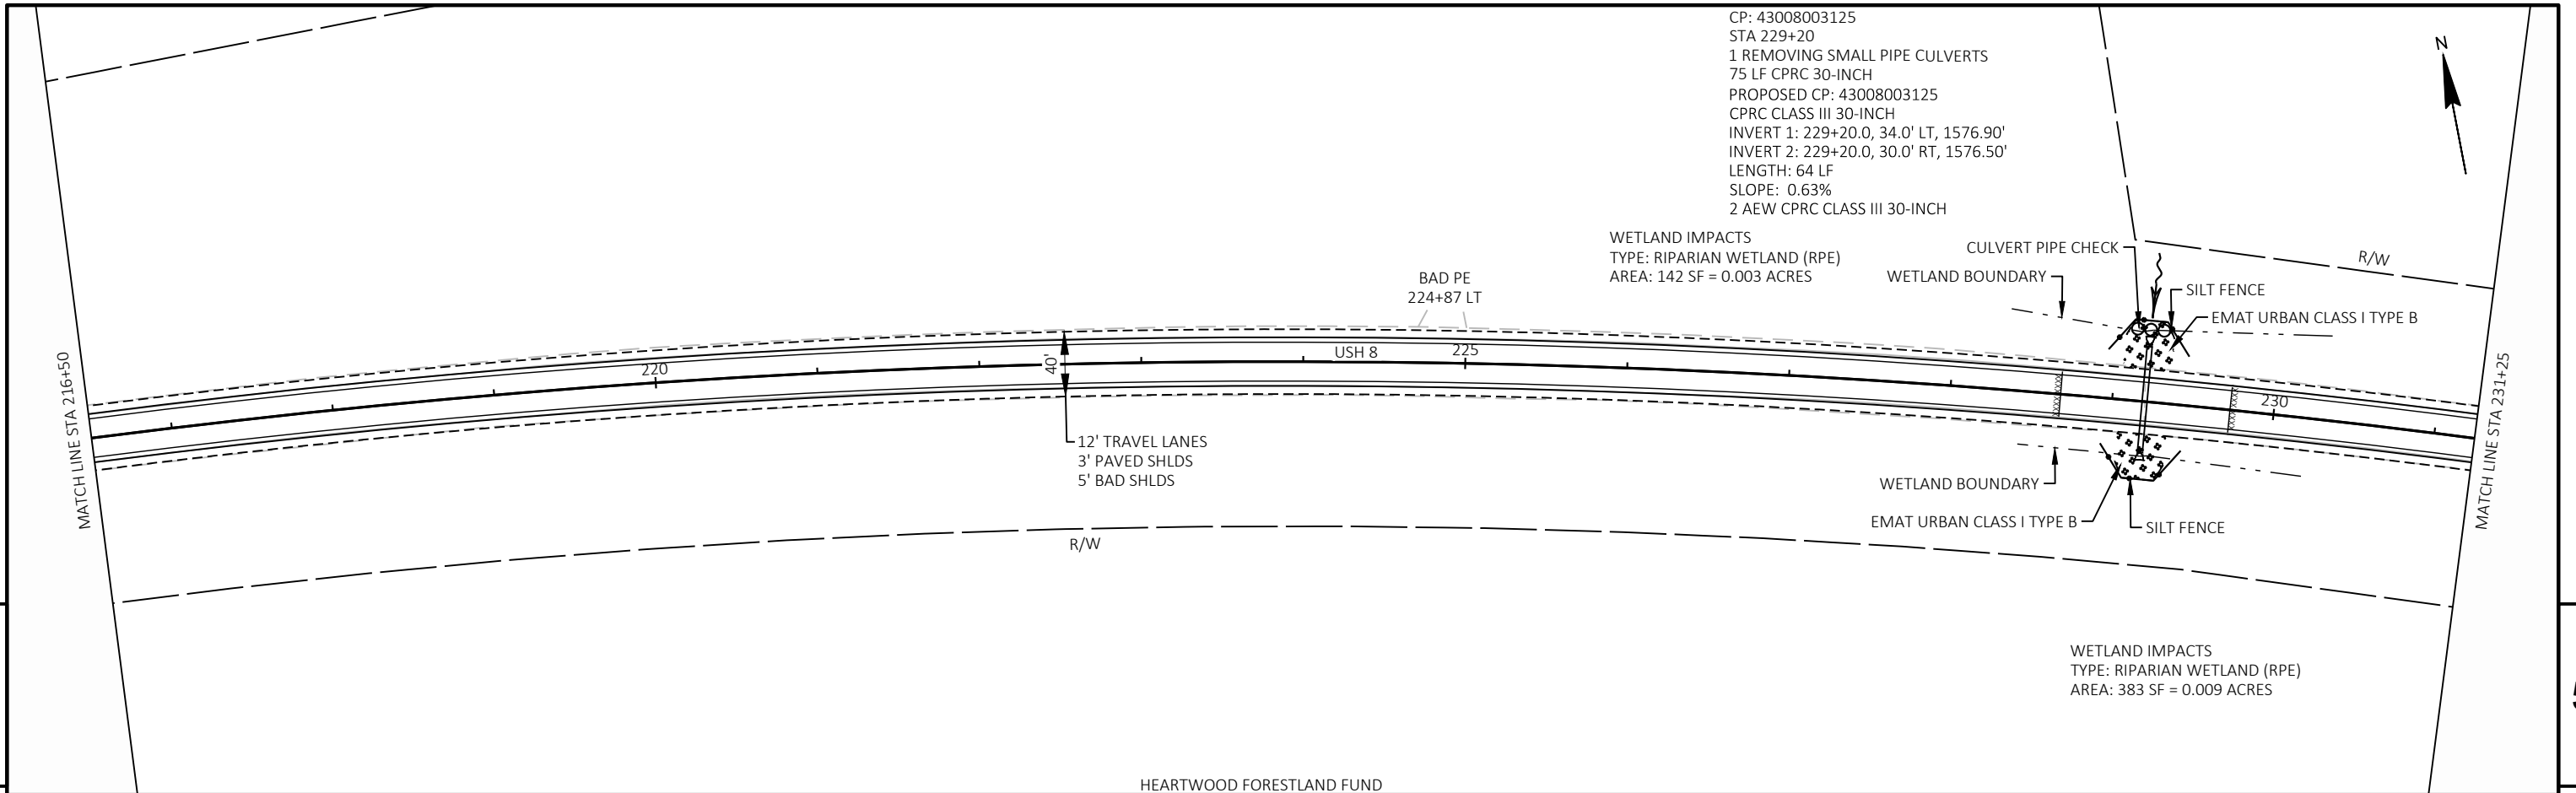 CP: 43008003125
STA 229+20
1 REMOVING SMALL PIPE CULVERTS
75 LF CPRC 30-INCH
PROPOSED CP: 43008003125
CPRC CLASS III 30-INCH
INVERT 1: 229+20.0, 34.0' LT, 1576.90'
INVERT 2: 229+20.0, 30.0' RT, 1576.50'
LENGTH: 64 LF
SLOPE: 0.63%
2 AEW CPRC CLASS III 30-INCH
N
WETLAND IMPACTS
TYPE: RIPARIAN WETLAND (RPE)
AREA: 142 SF = 0.003 ACRES
CULVERT PIPE CHECK
WETLAND BOUNDARY
R/W
SILT FENCE
EMAT URBAN CLASS I TYPE B
BAD PE
224+87 LT
MATCH LINE STA 216+50
220
40'
USH 8
225
230
MATCH LINE STA 231+25
12' TRAVEL LANES
3' PAVED SHLDS
5' BAD SHLDS
WETLAND BOUNDARY
EMAT URBAN CLASS I TYPE B
SILT FENCE
R/W
WETLAND IMPACTS
TYPE: RIPARIAN WETLAND (RPE)
AREA: 383 SF = 0.009 ACRES
HEARTWOOD FORESTLAND FUND